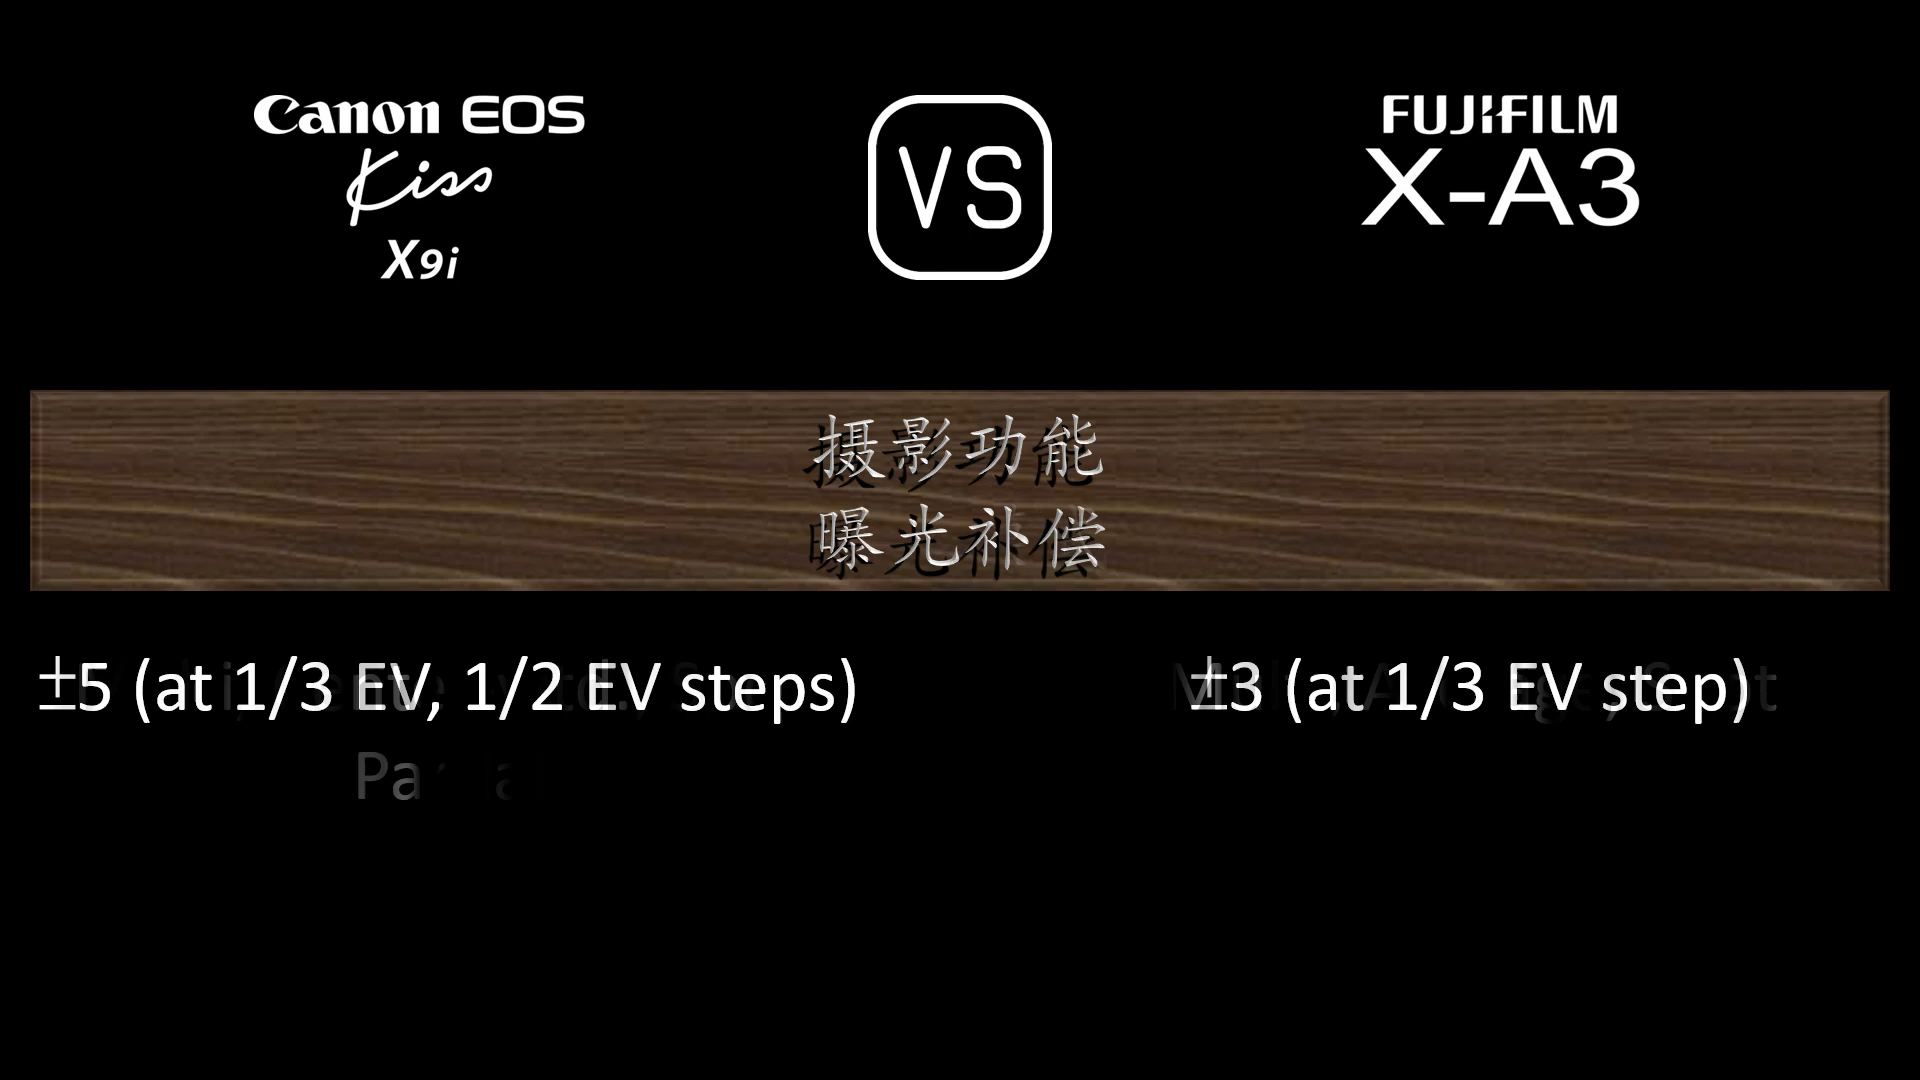 Canon EOS
Kiss
X9i
VS
FUJIFILM
X-A3
摄影功能
曝光补偿
±5 (at 1/3 EV, 1/2 EV steps)
±3 (at 1/3 EV step)